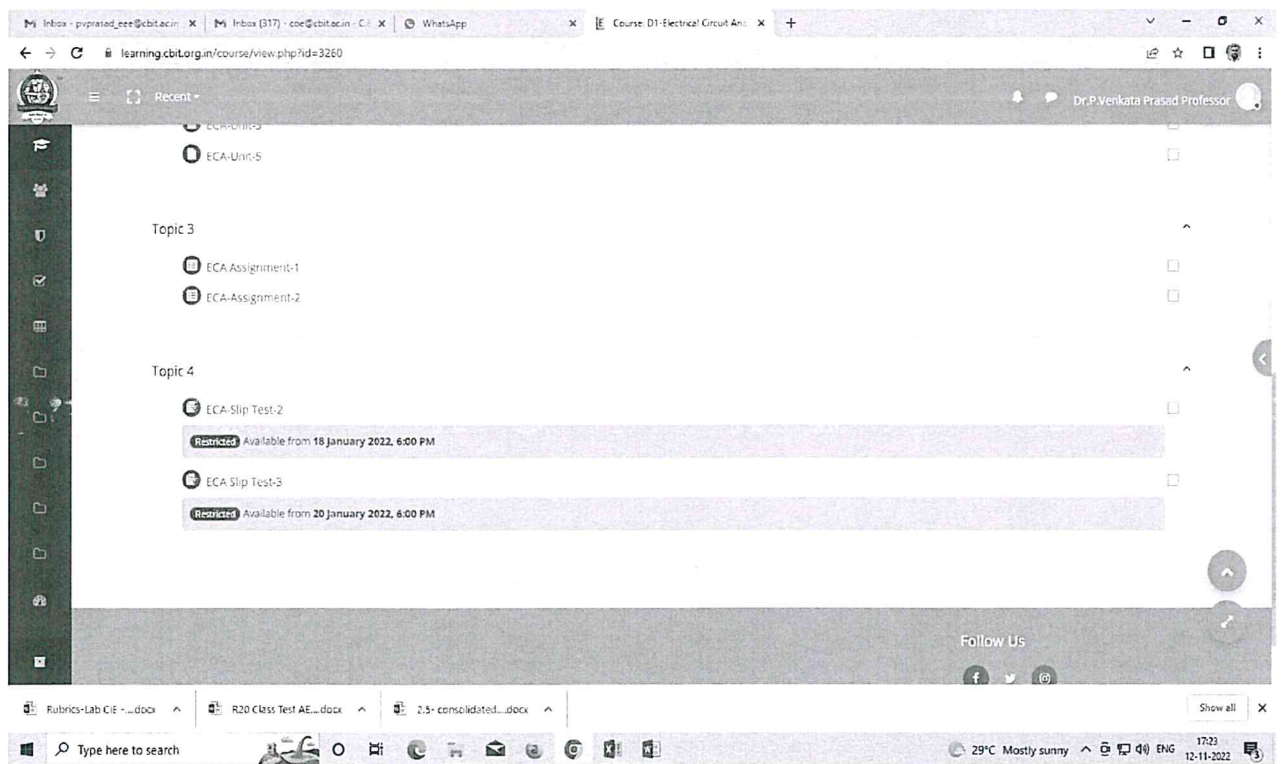 Inbox - pvprasad_eee@cbit.ac.in
Inbox (317) - coe@cbit.ac.in - C.
WhatsApp
Course: D1-Electrical Circuit Ana
learning.cbit.org.in/course/view.php?id=3260
Recent
Dr.P.Venkata Prasad Professor
ECA-Unit-5
Topic 3
ECA Assignment-1
ECA-Assignment-2
Topic 4
ECA-Slip Test-2
Restricted Available from 18 January 2022, 6:00 PM
ECA Slip Test-3
Restricted Available from 20 January 2022, 6:00 PM
Follow Us
Rubrics-Lab CIE -....docx
R20 Class Test AE....docx
2.5- consolidated....docx
Show all
Type here to search
29°C Mostly sunny
ENG
17:23
12-11-2022
3